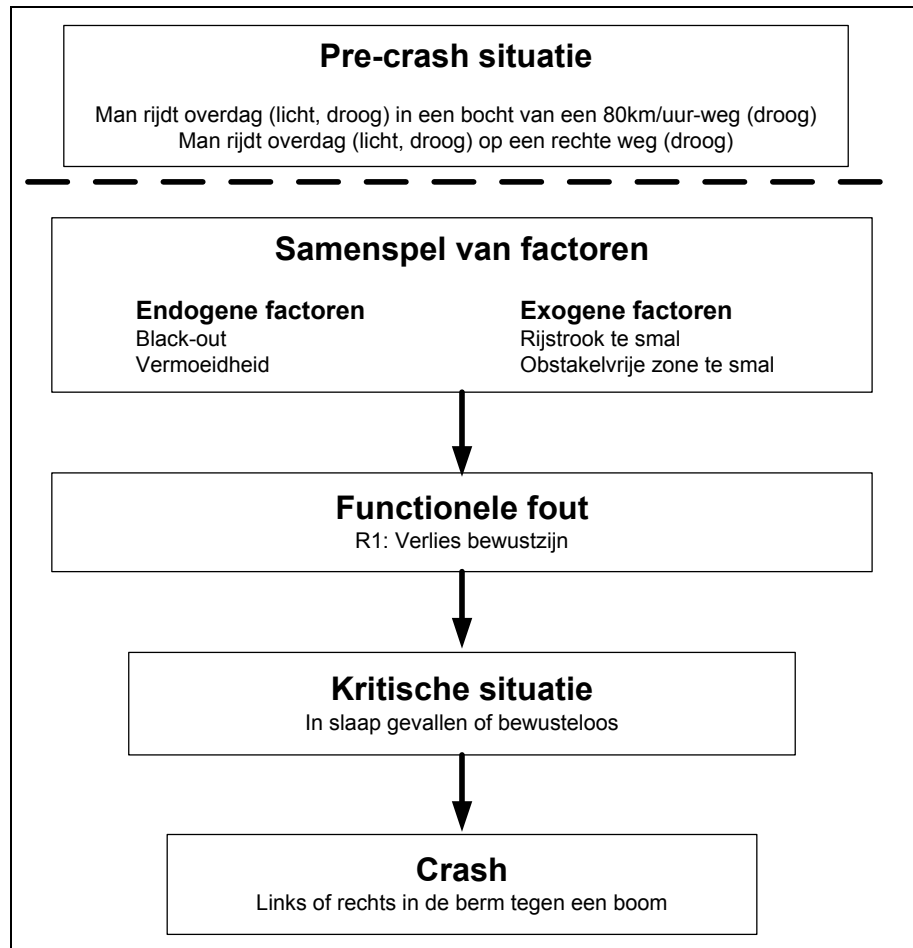 Pre-crash situatie
Man rijdt overdag (licht, droog) in een bocht van een 80km/uur-weg (droog)
Man rijdt overdag (licht, droog) op een rechte weg (droog)
Samenspel van factoren
Endogene factoren
Black-out
Vermoeidheid
Exogene factoren
Rijstrook te smal
Obstakelvrije zone te smal
Functionele fout
R1: Verlies bewustzijn
Kritische situatie
In slaap gevallen of bewusteloos
Crash
Links of rechts in de berm tegen een boom